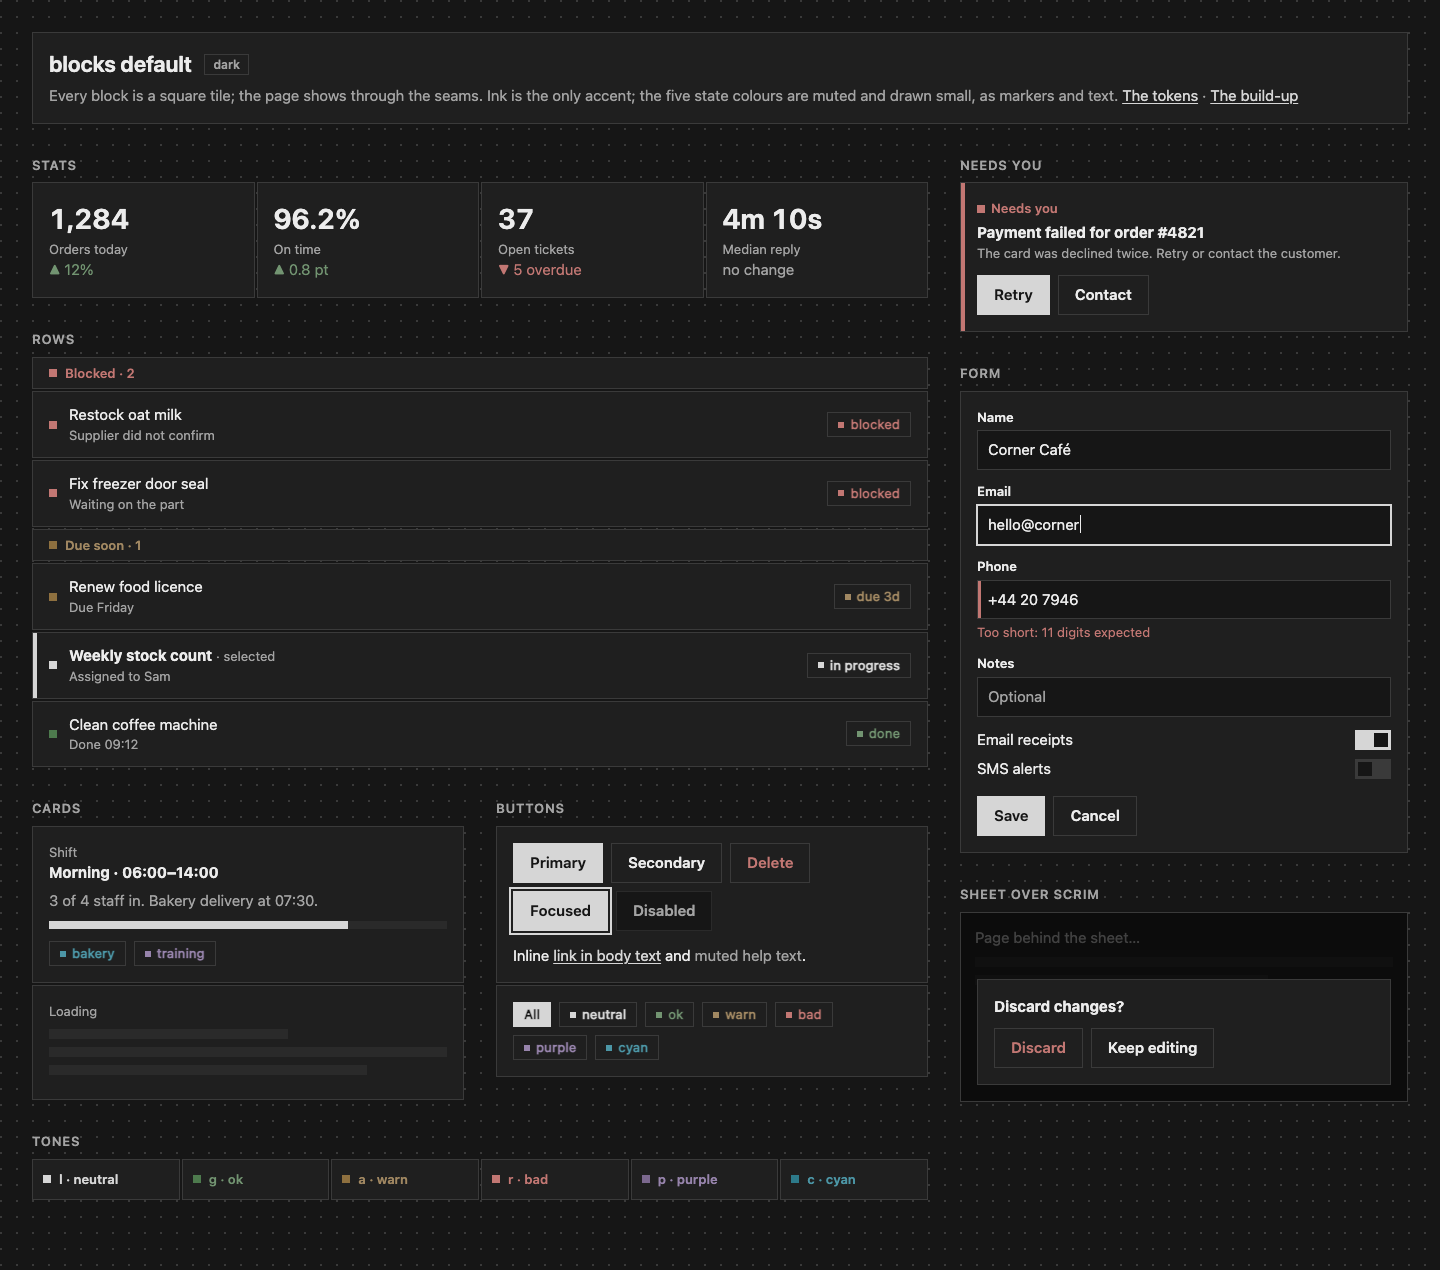 blocks default
dark
Every block is a square tile; the page shows through the seams. Ink is the only accent; the five state colours are muted and drawn small, as markers and text. The tokens · The build-up
STATS
1,284
Orders today
▲ 12%
96.2%
On time
▲ 0.8 pt
37
Open tickets
▼ 5 overdue
4m 10s
Median reply
no change
ROWS
Blocked · 2
Restock oat milk
Supplier did not confirm
blocked
Fix freezer door seal
Waiting on the part
blocked
Due soon · 1
Renew food licence
Due Friday
due 3d
Weekly stock count · selected
Assigned to Sam
in progress
Clean coffee machine
Done 09:12
done
CARDS
Shift
Morning · 06:00–14:00
3 of 4 staff in. Bakery delivery at 07:30.
bakery
training
Loading
BUTTONS
Primary
Secondary
Delete
Focused
Disabled
Inline link in body text and muted help text.
All
neutral
ok
warn
bad
purple
cyan
TONES
l · neutral
g · ok
a · warn
r · bad
p · purple
c · cyan
NEEDS YOU
Needs you
Payment failed for order #4821
The card was declined twice. Retry or contact the customer.
Retry
Contact
FORM
Name
Corner Café
Email
hello@corner
Phone
+44 20 7946
Too short: 11 digits expected
Notes
Optional
Email receipts
SMS alerts
Save
Cancel
SHEET OVER SCRIM
Page behind the sheet…
Discard changes?
Discard
Keep editing